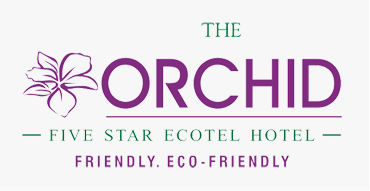 THE
ORCHID
FIVE STAR ECOTEL HOTEL
FRIENDLY. ECO-FRIENDLY